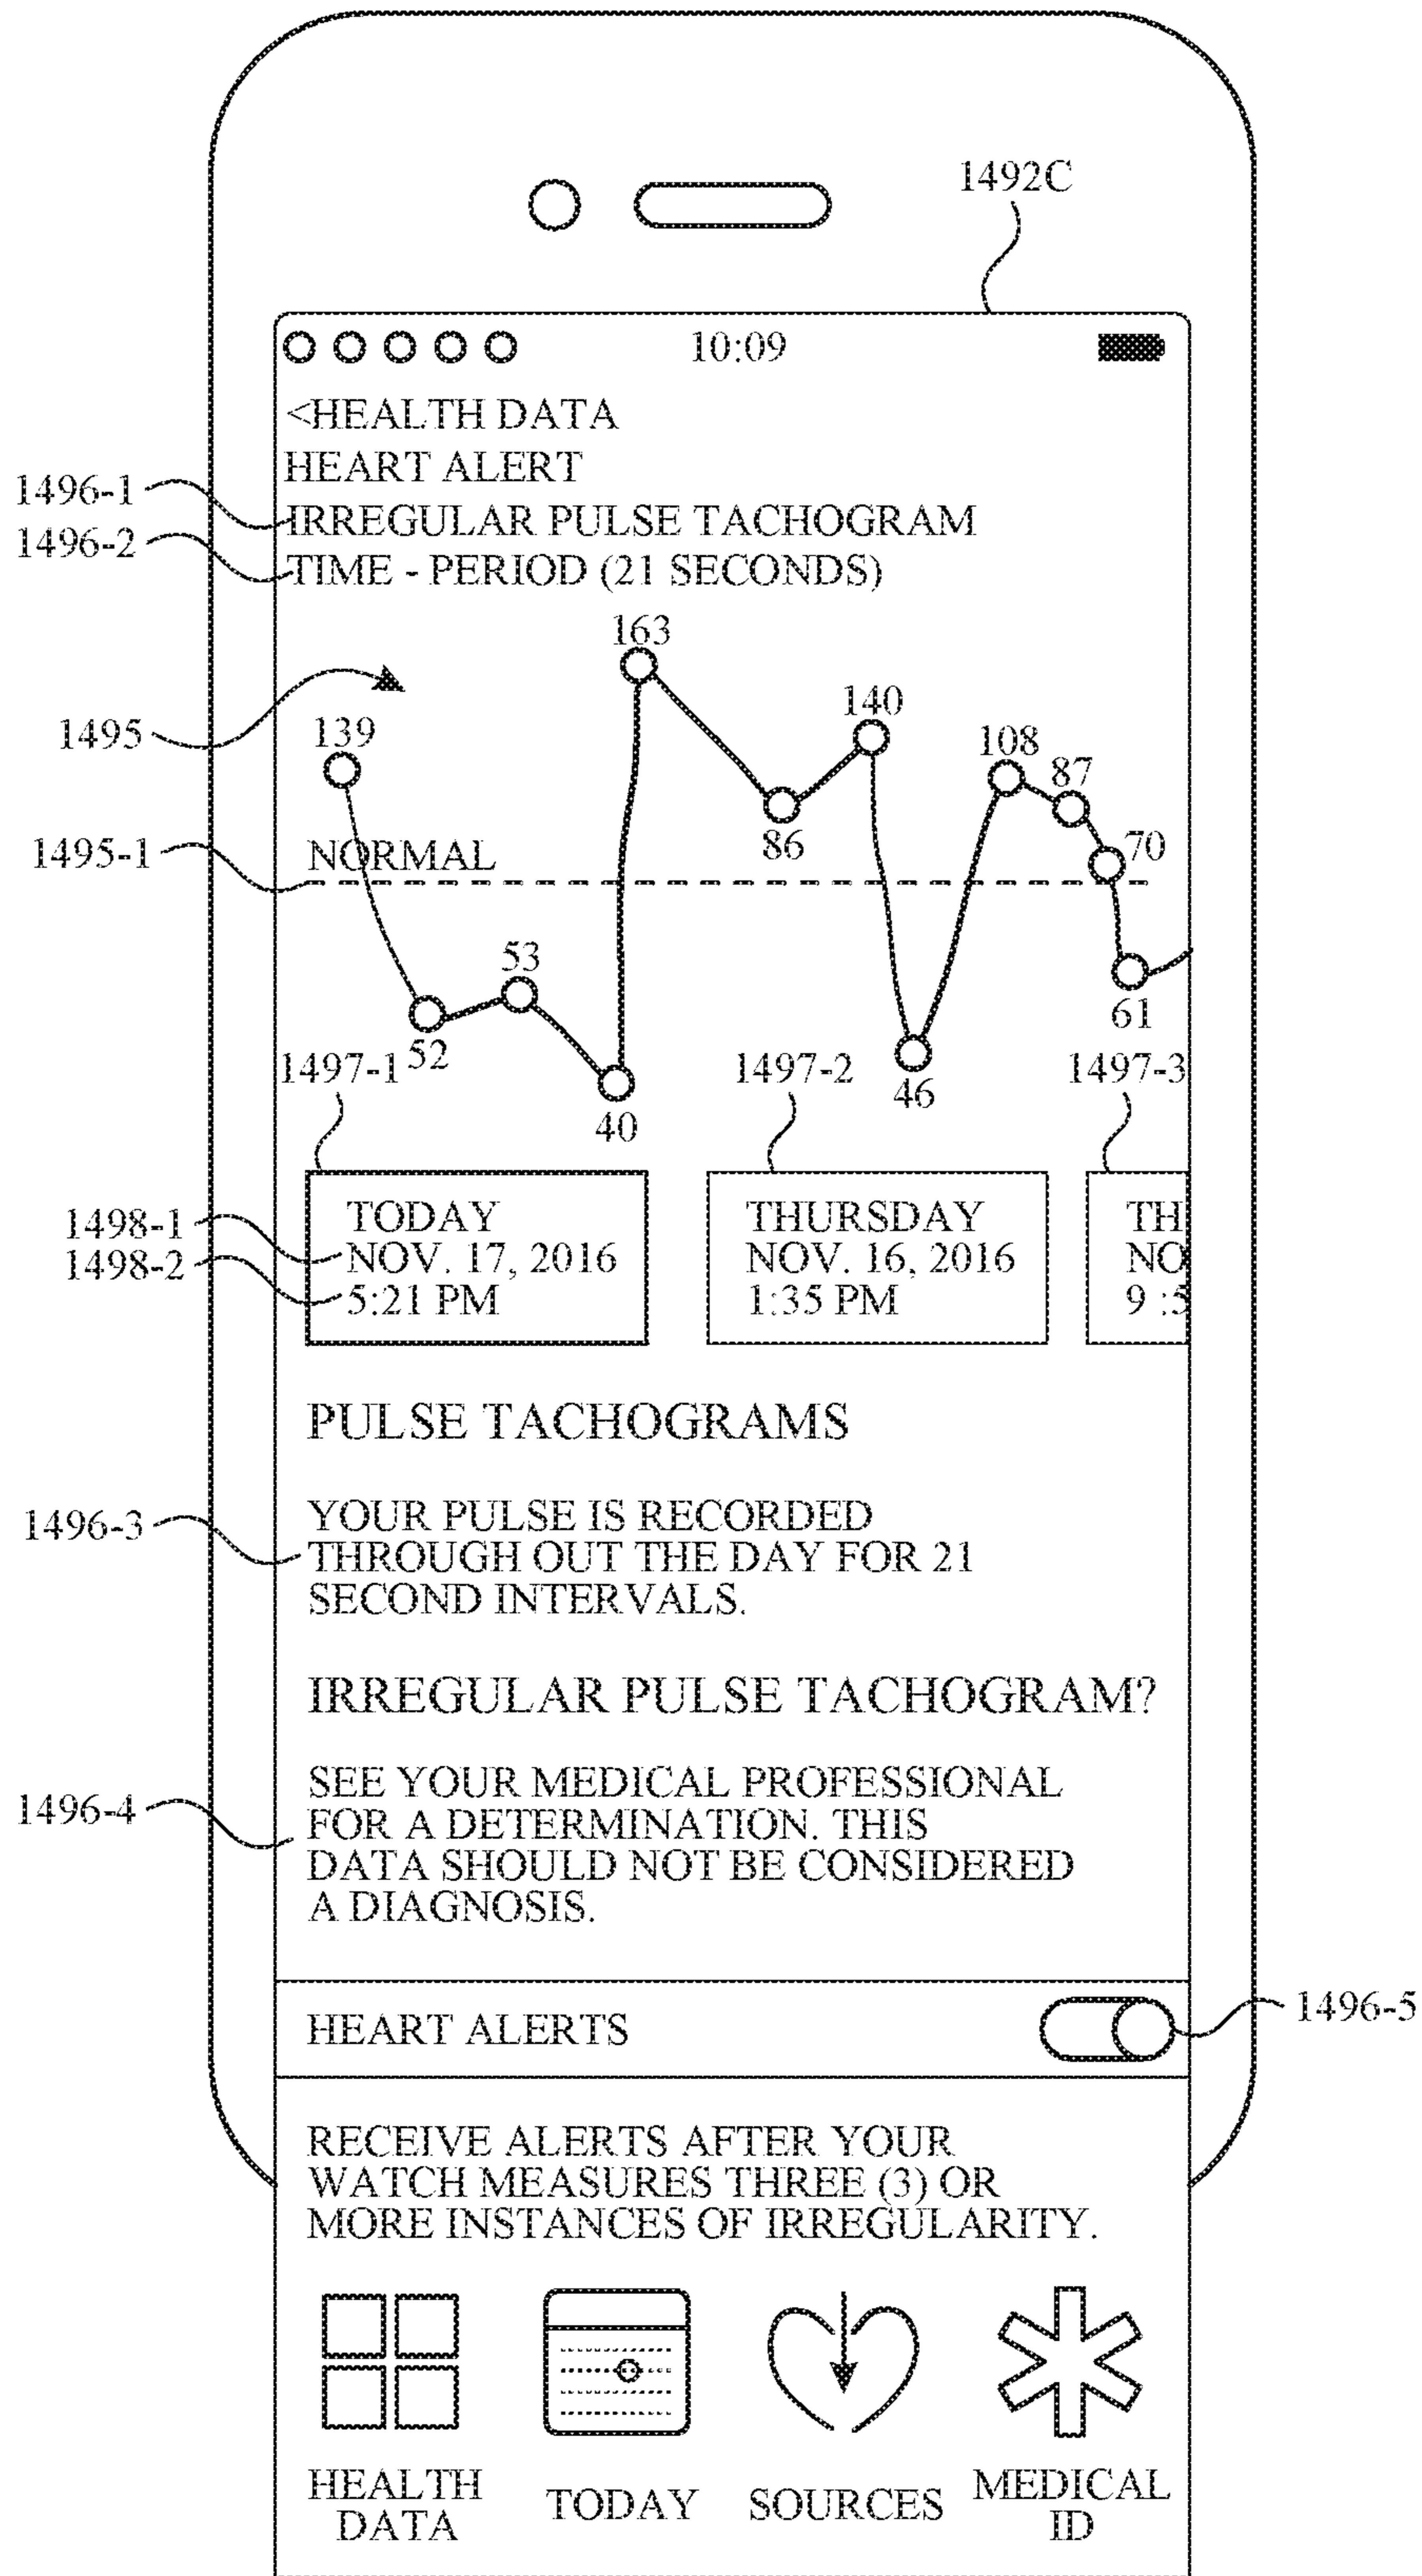 1492C
10:09
<HEALTH DATA
HEART ALERT
1496-1
IRREGULAR PULSE TACHOGRAM
1496-2
TIME - PERIOD (21 SECONDS)
163
140
1495
139
108
87
1495-1
NORMAL
86
70
53
61
1497-1
52
1497-2
46
1497-3
40
TODAY
THURSDAY
TH
1498-1
NOV. 17, 2016
NOV. 16, 2016
NO
1498-2
5:21 PM
1:35 PM
9 :5
PULSE TACHOGRAMS
1496-3
YOUR PULSE IS RECORDED
THROUGH OUT THE DAY FOR 21
SECOND INTERVALS.
IRREGULAR PULSE TACHOGRAM?
1496-4
SEE YOUR MEDICAL PROFESSIONAL
FOR A DETERMINATION. THIS
DATA SHOULD NOT BE CONSIDERED
A DIAGNOSIS.
HEART ALERTS
1496-5
RECEIVE ALERTS AFTER YOUR
WATCH MEASURES THREE (3) OR
MORE INSTANCES OF IRREGULARITY.
HEALTH
DATA
TODAY
SOURCES
MEDICAL
ID